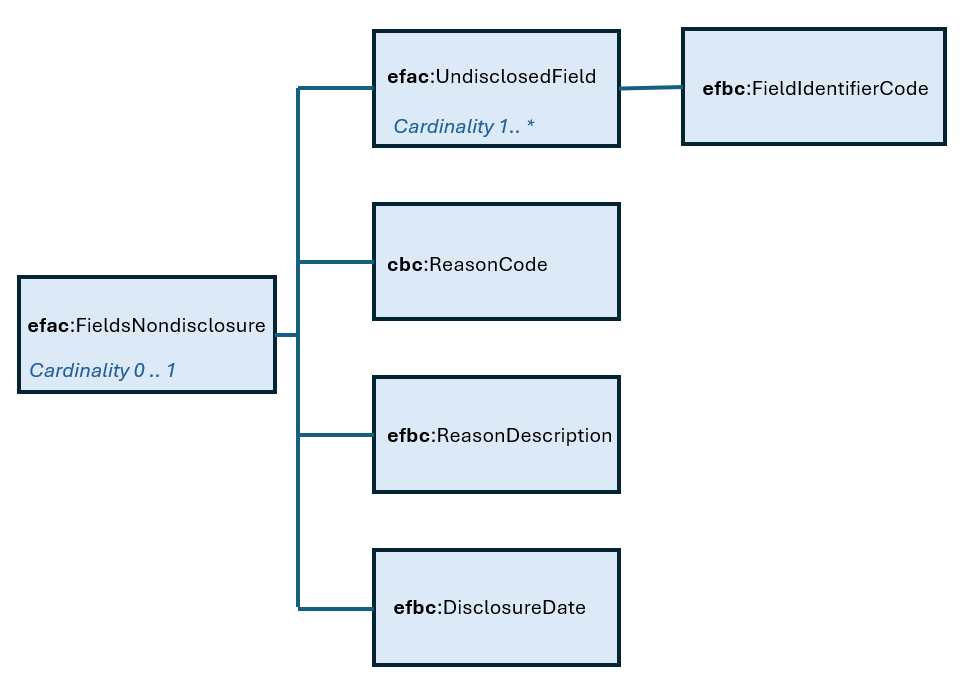 efac:UndisclosedField
Cardinality 1.. *
efbc:FieldIdentifierCode
cbc:ReasonCode
efac:FieldsNondisclosure
Cardinality 0 .. 1
efbc:ReasonDescription
efbc:DisclosureDate